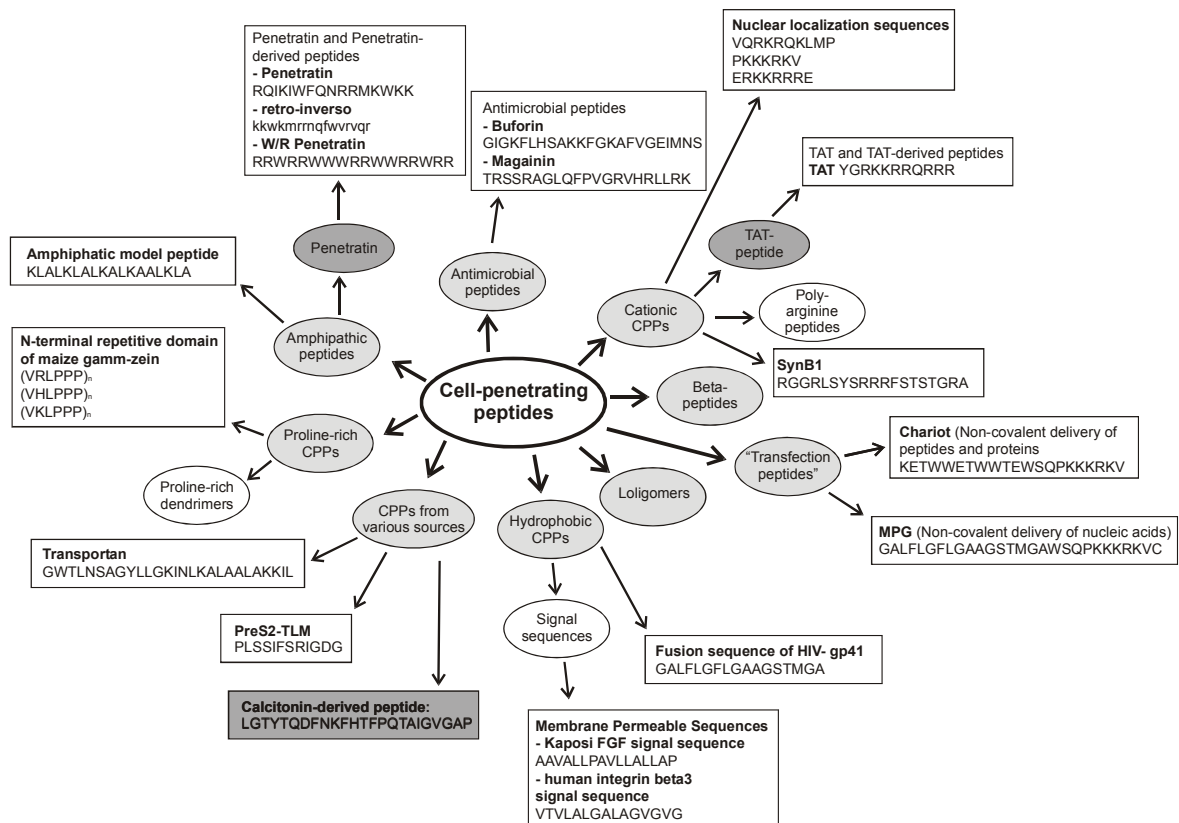 Nuclear localization sequences
VQRKRQKLMP
PKKKRKV
ERKKRRRE
Penetratin and Penetratin-
derived peptides
- Penetratin
RQIKIWFQNRRMKWKK
- retro-inverso
kkwkmrrnqfwvrvqr
- W/R Penetratin
RRWRRWWWRRWWRRWRR
Antimicrobial peptides
- Buforin
GIGKFLHSAKKFGKAFVGEIMNS
- Magainin
TRSSRAGLQFPVGRVHRLLRK
TAT and TAT-derived peptides
TAT YGRKKRRQRRR
Penetratin
TAT-
peptide
Amphiphatic model peptide
KLALKLALKALKAALKLA
Antimicrobial
peptides
Cationic
CPPs
Poly-
arginine
peptides
Amphipathic
peptides
N-terminal repetitive domain
of maize gamm-zein
(VRLPPP)n
(VHLPPP)n
(VKLPPP)n
SynB1
RGGRLSYSRRRFSTSTGRA
Cell-penetrating
peptides
Beta-
peptides
Proline-rich
CPPs
Chariot (Non-covalent delivery of
peptides and proteins
KETWWETWWTEWSQPKKKRKV
"Transfection
peptides"
Proline-rich
dendrimers
Loligomers
CPPs from
various sources
Hydrophobic
CPPs
MPG (Non-covalent delivery of nucleic acids)
GALFLGFLGAAGSTMGAWSQPKKKRKVC
Transportan
GWTLNSAGYLLGKINLKALAALAKKIL
PreS2-TLM
PLSSIFSRIGDG
Signal
sequences
Fusion sequence of HIV- gp41
GALFLGFLGAAGSTMGA
Calcitonin-derived peptide:
LGTYTQDFNKFHTFPQTAIGVGAP
Membrane Permeable Sequences
- Kaposi FGF signal sequence
AAVALLPAVLLALLAP
- human integrin beta3
signal sequence
VTVLALGALAGVGVG